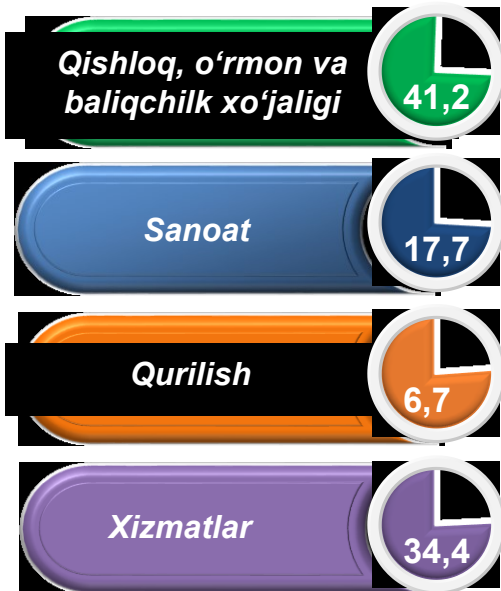 Qishloq, o‘rmon va
baliqchilk xo‘jaligi
41,2
Sanoat
17,7
Qurilish
6,7
Xizmatlar
34,4